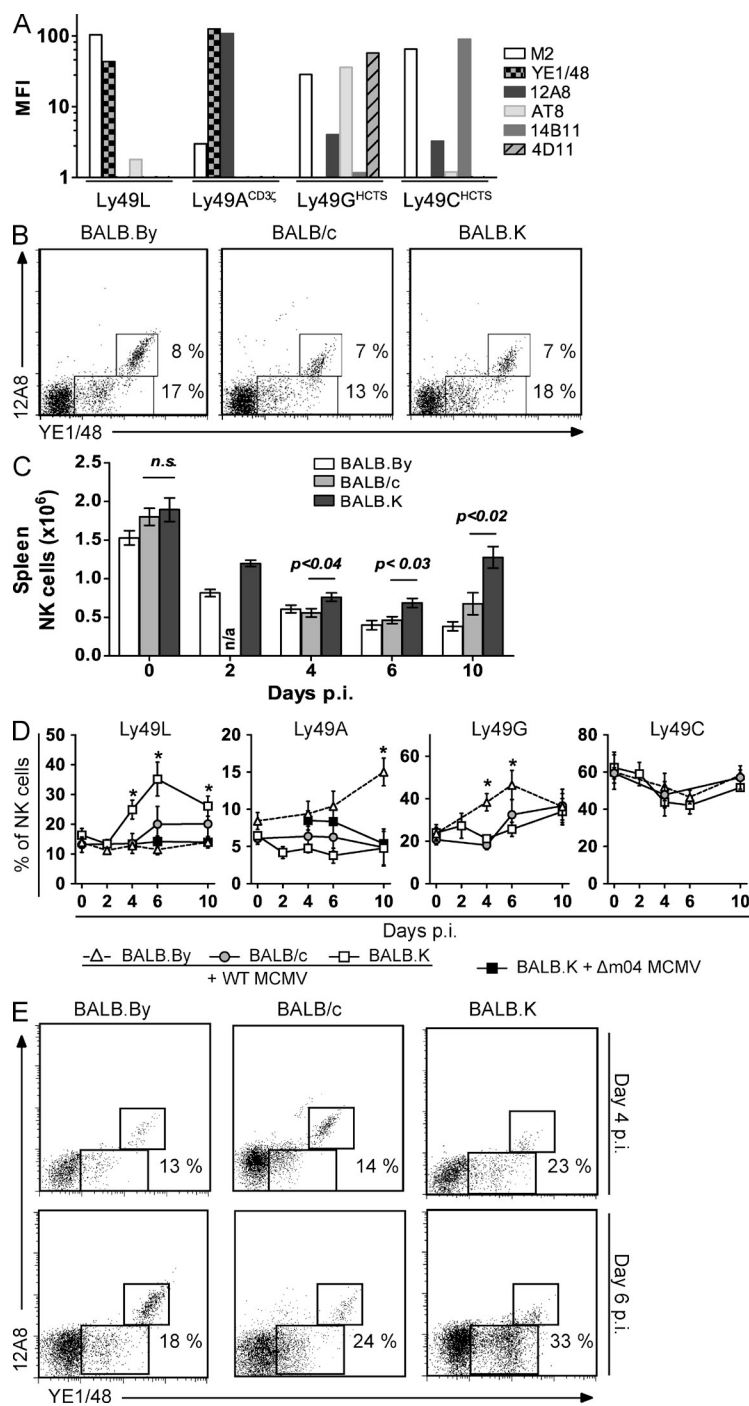 A
MFI
100
10
1
M2
YE1/48
12A8
AT8
14B11
4D11
Ly49L Ly49A^CD3ζ Ly49G^HCTS Ly49C^HCTS
B
BALB.By BALB/c BALB.K
8 % 7 % 7 %
17 % 13 % 18 %
12A8
YE1/48
C
Spleen
NK cells (x10⁶)
2.5
2.0
1.5
1.0
0.5
0.0
n.s.
BALB.By
BALB/c
BALB.K
n/a
p<0.04
p< 0.03
p<0.02
0 2 4 6 10
Days p.i.
D
Ly49L Ly49A Ly49G Ly49C
% of NK cells
50 40 30 20 10 0
20 15 10 5 0
60 40 20 0
80 60 40 20 0
* * *
*
* *
0 2 4 6 10 0 2 4 6 10 0 2 4 6 10 0 2 4 6 10
Days p.i.
BALB.By BALB/c BALB.K
+ WT MCMV
BALB.K + Δm04 MCMV
E
BALB.By BALB/c BALB.K
13 % 14 % 23 %
Day 4 p.i.
18 % 24 % 33 %
Day 6 p.i.
12A8
YE1/48